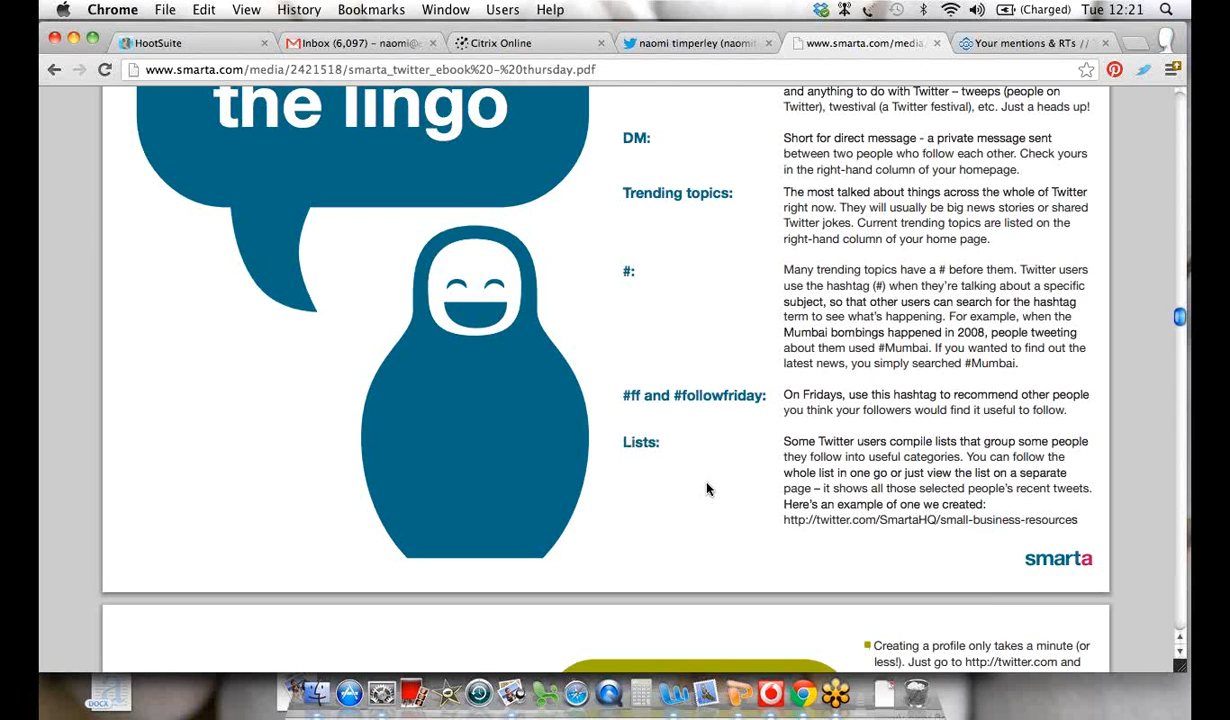 Chrome File Edit View History Bookmarks Window Users Help (Charged) Tue 12:21
HootSuite Inbox (6,097) – naomi@e Citrix Online naomi timperley (naomit www.smarta.com/media/ Your mentions & RTs //
www.smarta.com/media/2421518/smarta_twitter_ebook%20-%20thursday.pdf
the lingo
and anything to do with Twitter – tweeps (people on
Twitter), twestival (a Twitter festival), etc. Just a heads up!
DM: Short for direct message - a private message sent
between two people who follow each other. Check yours
in the right-hand column of your homepage.
Trending topics: The most talked about things across the whole of Twitter
right now. They will usually be big news stories or shared
Twitter jokes. Current trending topics are listed on the
right-hand column of your home page.
#: Many trending topics have a # before them. Twitter users
use the hashtag (#) when they're talking about a specific
subject, so that other users can search for the hashtag
term to see what's happening. For example, when the
Mumbai bombings happened in 2008, people tweeting
about them used #Mumbai. If you wanted to find out the
latest news, you simply searched #Mumbai.
#ff and #followfriday: On Fridays, use this hashtag to recommend other people
you think your followers would find it useful to follow.
Lists: Some Twitter users compile lists that group some people
they follow into useful categories. You can follow the
whole list in one go or just view the list on a separate
page – it shows all those selected people's recent tweets.
Here's an example of one we created:
http://twitter.com/SmartaHQ/small-business-resources
smarta
Creating a profile only takes a minute (or
less!). Just go to http://twitter.com and
DOCX